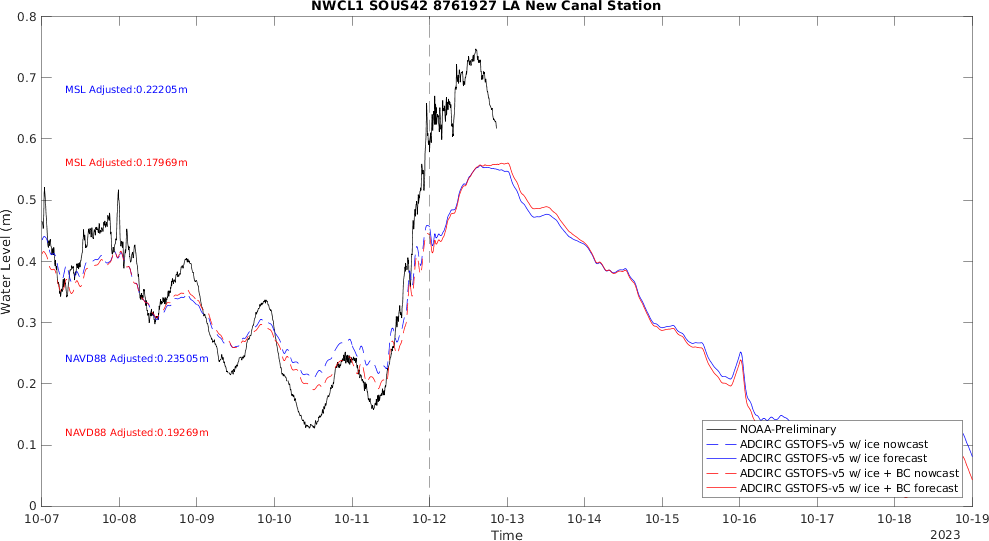 NWCL1 SOUS42 8761927 LA New Canal Station
0.8
0.7
0.6
0.5
0.4
0.3
0.2
0.1
0
Water Level (m)
MSL Adjusted:0.22205m
MSL Adjusted:0.17969m
NAVD88 Adjusted:0.23505m
NAVD88 Adjusted:0.19269m
NOAA-Preliminary
ADCIRC GSTOFS-v5 w/ ice nowcast
ADCIRC GSTOFS-v5 w/ ice forecast
ADCIRC GSTOFS-v5 w/ ice + BC nowcast
ADCIRC GSTOFS-v5 w/ ice + BC forecast
10-07 10-08 10-09 10-10 10-11 10-12 10-13 10-14 10-15 10-16 10-17 10-18 10-19
Time
2023